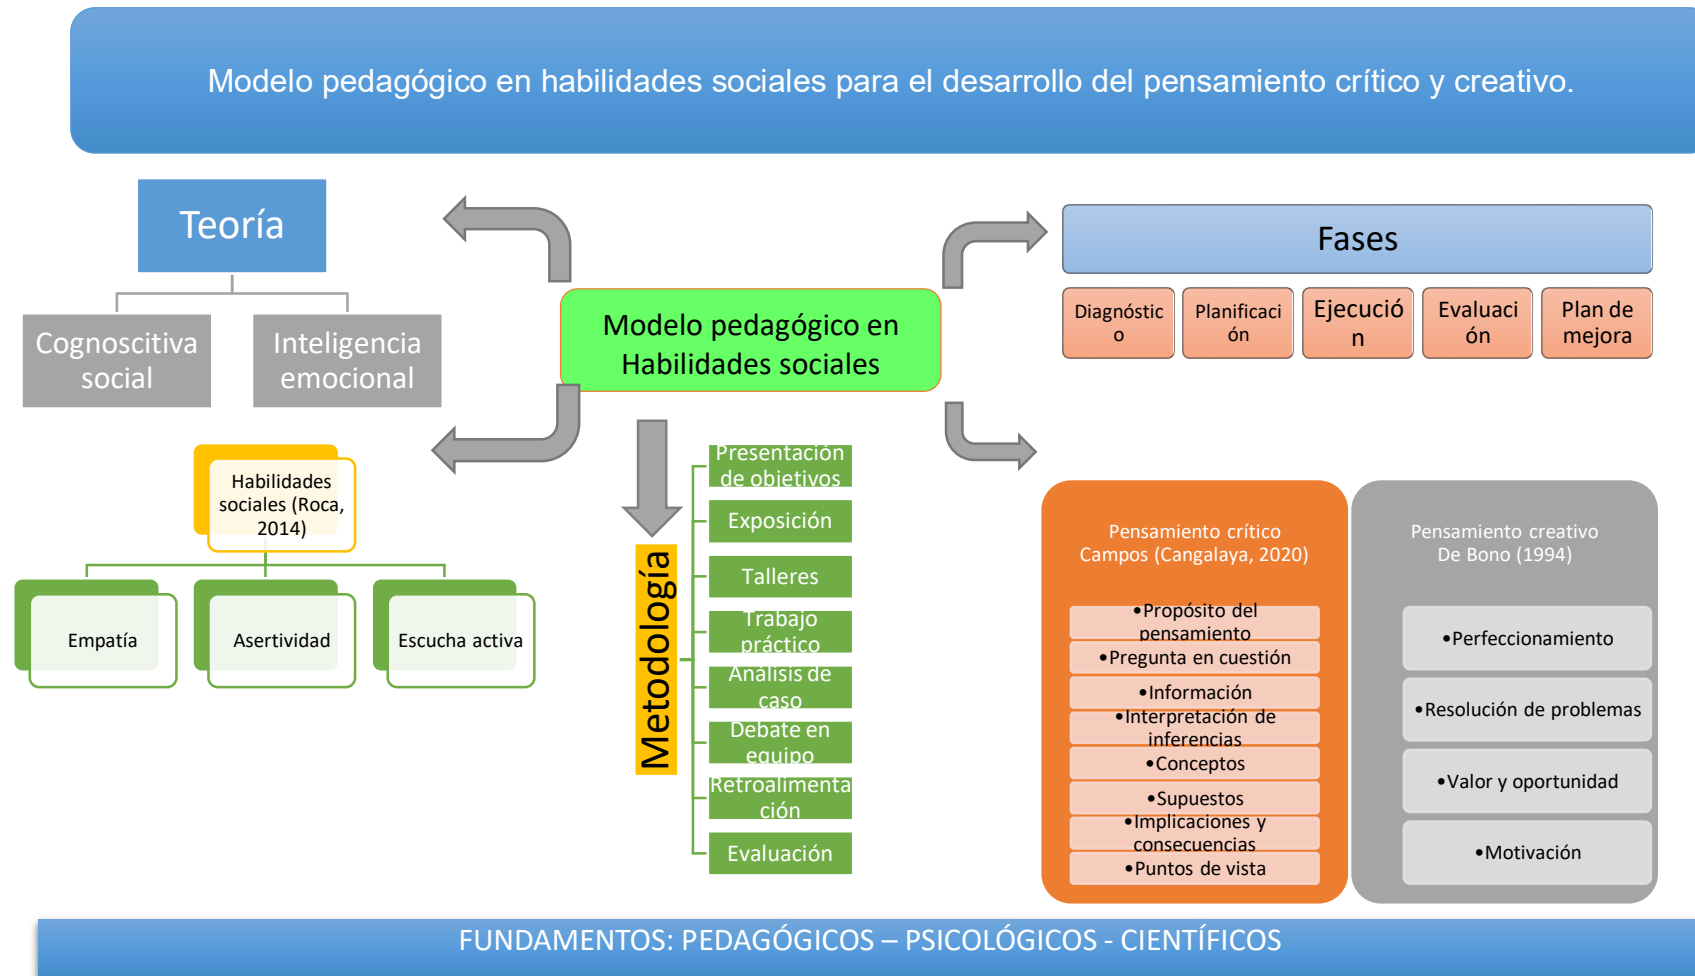 Modelo pedagógico en habilidades sociales para el desarrollo del pensamiento crítico y creativo.
Teoría
Cognoscitiva
social
Inteligencia
emocional
Habilidades
sociales (Roca,
2014)
Empatía
Asertividad
Escucha activa
Modelo pedagógico en
Habilidades sociales
Metodología
Presentación
de objetivos
Exposición
Talleres
Trabajo
práctico
Análisis de
caso
Debate en
equipo
Retroalimenta
ción
Evaluación
Fases
Diagnóstic
o
Planificaci
ón
Ejecució
n
Evaluaci
ón
Plan de
mejora
Pensamiento crítico
Campos (Cangalaya, 2020)
•Propósito del
pensamiento
•Pregunta en cuestión
•Información
•Interpretación de
inferencias
•Conceptos
•Supuestos
•Implicaciones y
consecuencias
•Puntos de vista
Pensamiento creativo
De Bono (1994)
•Perfeccionamiento
•Resolución de problemas
•Valor y oportunidad
•Motivación
FUNDAMENTOS: PEDAGÓGICOS – PSICOLÓGICOS - CIENTÍFICOS